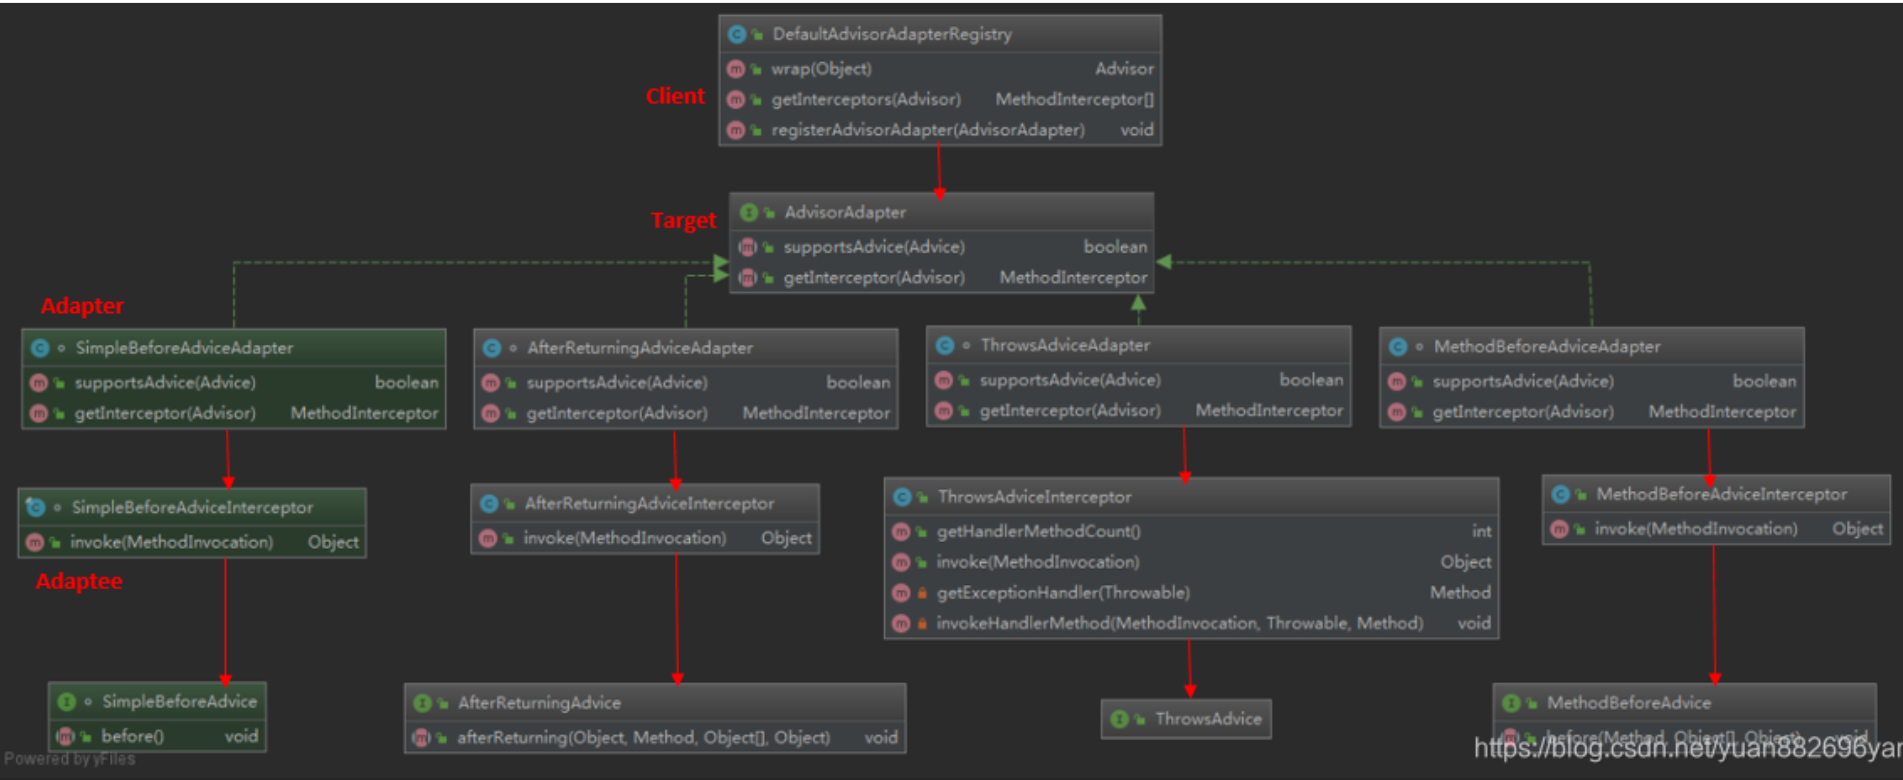 DefaultAdvisorAdapterRegistry
wrap(Object) Advisor
Client
getInterceptors(Advisor) MethodInterceptor[]
registerAdvisorAdapter(AdvisorAdapter) void
Target
AdvisorAdapter
supportsAdvice(Advice) boolean
getInterceptor(Advisor) MethodInterceptor
Adapter
SimpleBeforeAdviceAdapter
supportsAdvice(Advice) boolean
getInterceptor(Advisor) MethodInterceptor
AfterReturningAdviceAdapter
supportsAdvice(Advice) boolean
getInterceptor(Advisor) MethodInterceptor
ThrowsAdviceAdapter
supportsAdvice(Advice) boolean
getInterceptor(Advisor) MethodInterceptor
MethodBeforeAdviceAdapter
supportsAdvice(Advice) boolean
getInterceptor(Advisor) MethodInterceptor
SimpleBeforeAdviceInterceptor
invoke(MethodInvocation) Object
Adaptee
AfterReturningAdviceInterceptor
invoke(MethodInvocation) Object
ThrowsAdviceInterceptor
getHandlerMethodCount() int
invoke(MethodInvocation) Object
getExceptionHandler(Throwable) Method
invokeHandlerMethod(MethodInvocation, Throwable, Method) void
MethodBeforeAdviceInterceptor
invoke(MethodInvocation) Object
SimpleBeforeAdvice
before() void
AfterReturningAdvice
afterReturning(Object, Method, Object[], Object) void
ThrowsAdvice
MethodBeforeAdvice
before(Method, Object[], Object) void
Powered by yFiles
https://blog.csdn.net/yuan882696yan